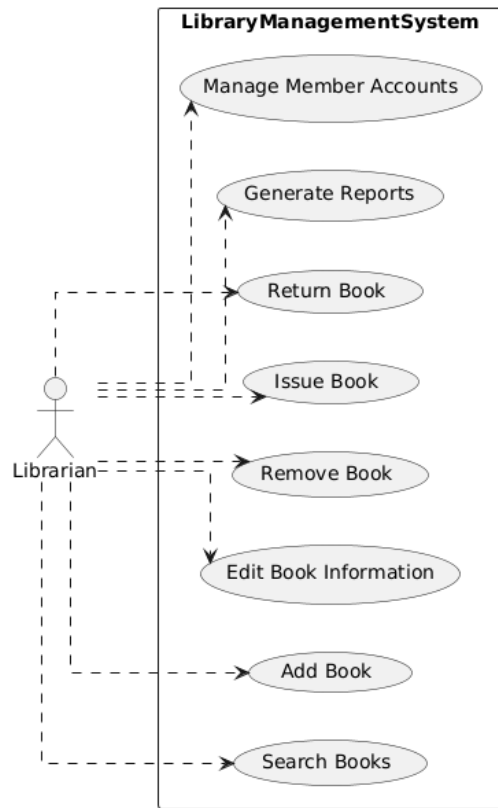 LibraryManagementSystem
Manage Member Accounts
Generate Reports
Return Book
Issue Book
Librarian
Remove Book
Edit Book Information
Add Book
Search Books